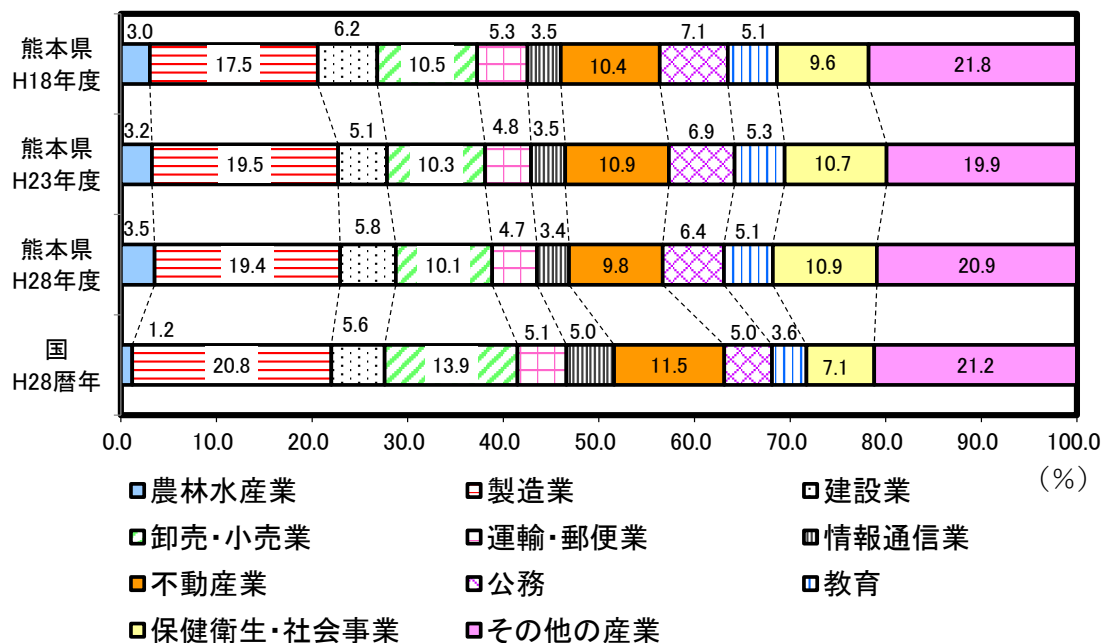 熊本県
H18年度
3.0 17.5 6.2 10.5 5.3 3.5 10.4 7.1 5.1 9.6 21.8
熊本県
H23年度
3.2 19.5 5.1 10.3 4.8 3.5 10.9 6.9 5.3 10.7 19.9
熊本県
H28年度
3.5 19.4 5.8 10.1 4.7 3.4 9.8 6.4 5.1 10.9 20.9
国
H28暦年
1.2 20.8 5.6 13.9 5.1 5.0 11.5 5.0 3.6 7.1 21.2
0.0 10.0 20.0 30.0 40.0 50.0 60.0 70.0 80.0 90.0 100.0
(%)
農林水産業 製造業 建設業
卸売・小売業 運輸・郵便業 情報通信業
不動産業 公務 教育
保健衛生・社会事業 その他の産業